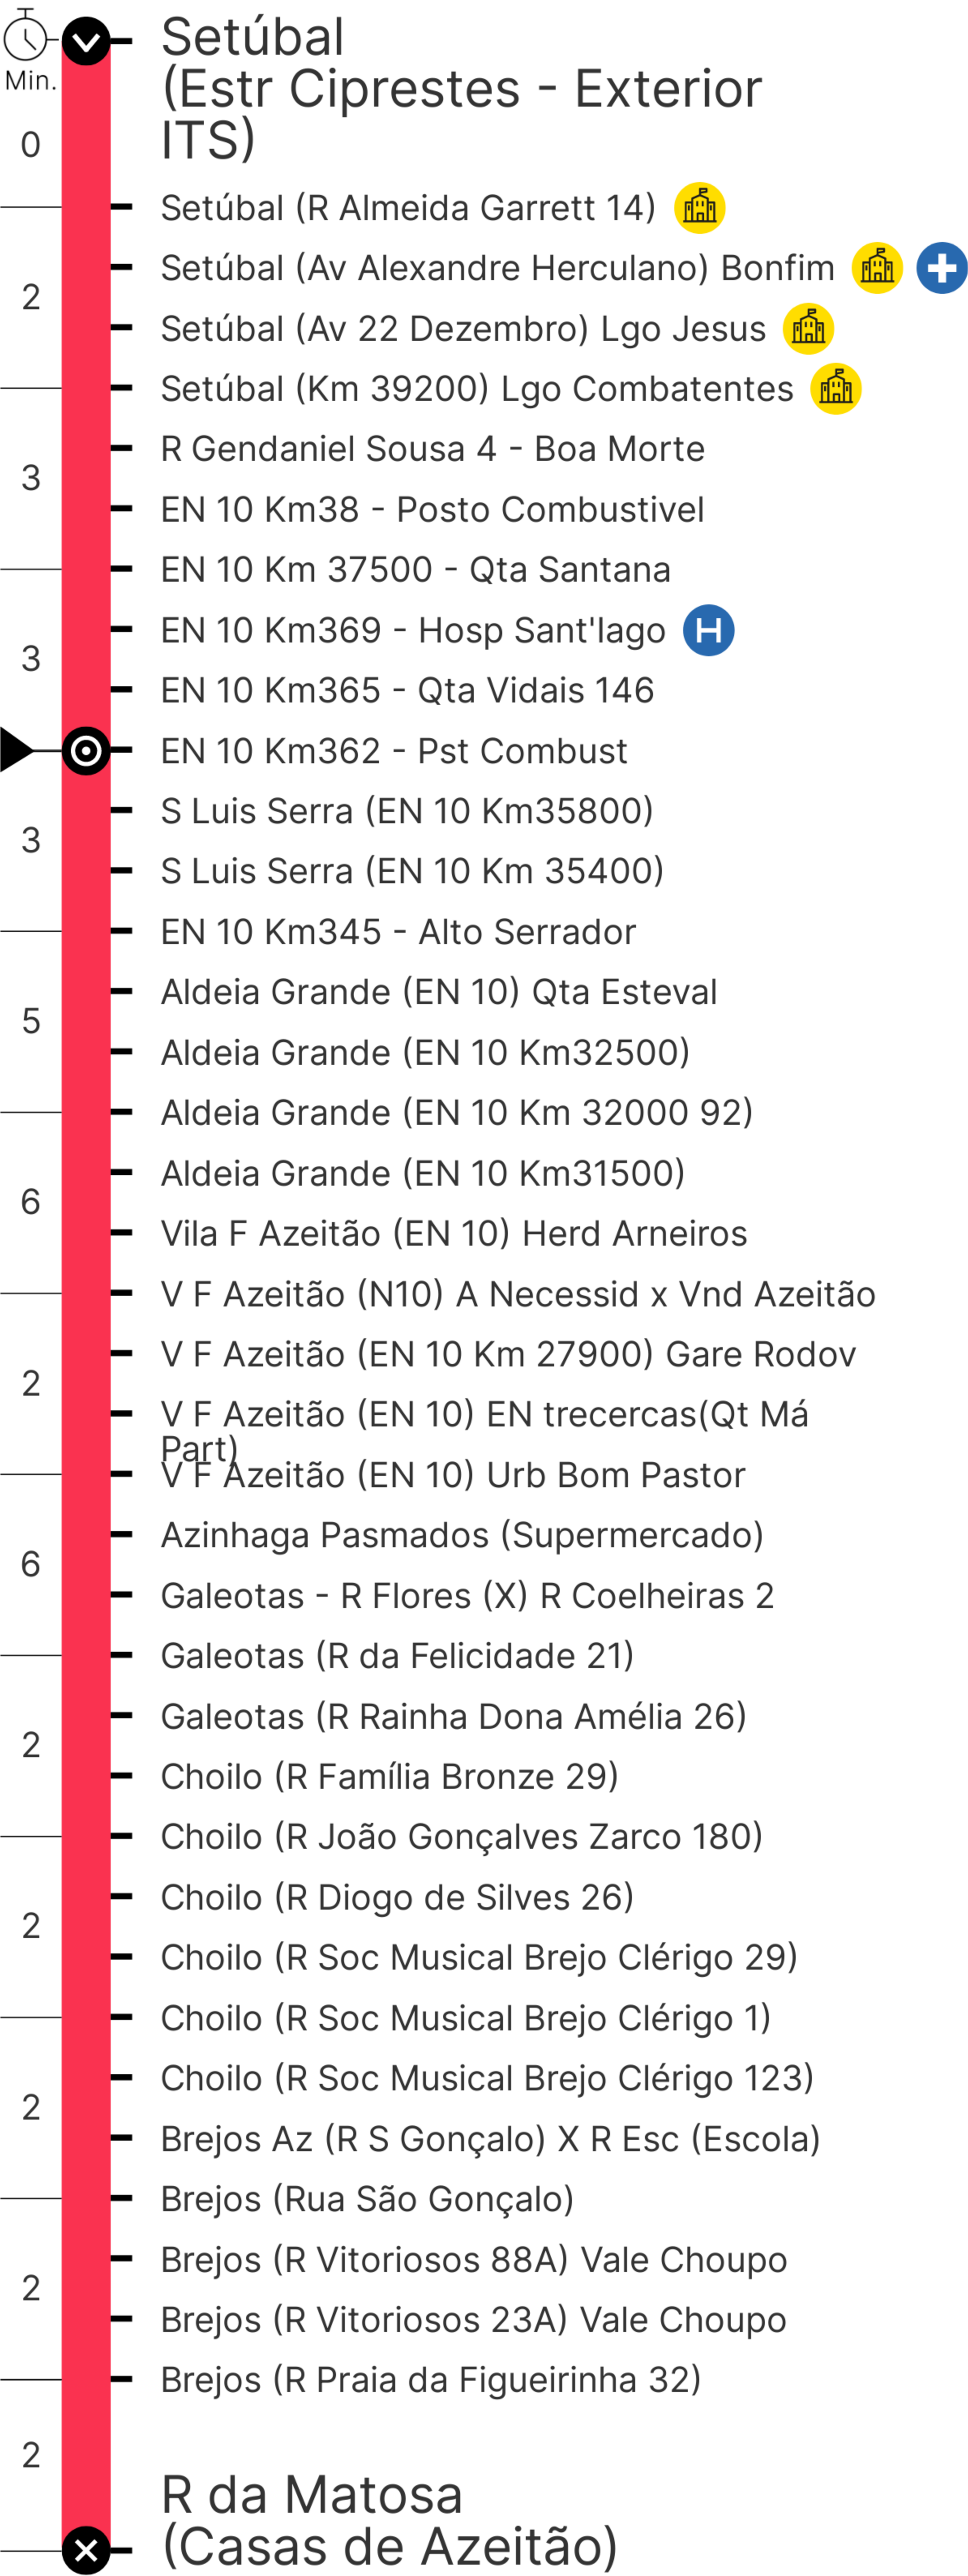 Setúbal
(Estr Ciprestes - Exterior
ITS)
Min.
0
Setúbal (R Almeida Garrett 14)
Setúbal (Av Alexandre Herculano) Bonfim
2
Setúbal (Av 22 Dezembro) Lgo Jesus
Setúbal (Km 39200) Lgo Combatentes
R Gendaniel Sousa 4 - Boa Morte
3
EN 10 Km38 - Posto Combustivel
EN 10 Km 37500 - Qta Santana
EN 10 Km369 - Hosp Sant'Iago
H
3
EN 10 Km365 - Qta Vidais 146
EN 10 Km362 - Pst Combust
S Luis Serra (EN 10 Km35800)
3
S Luis Serra (EN 10 Km 35400)
EN 10 Km345 - Alto Serrador
Aldeia Grande (EN 10) Qta Esteval
5
Aldeia Grande (EN 10 Km32500)
Aldeia Grande (EN 10 Km 32000 92)
Aldeia Grande (EN 10 Km31500)
6
Vila F Azeitão (EN 10) Herd Arneiros
V F Azeitão (N10) A Necessid x Vnd Azeitão
V F Azeitão (EN 10 Km 27900) Gare Rodov
2
V F Azeitão (EN 10) EN trecercas(Qt Má
Part)
V F Azeitão (EN 10) Urb Bom Pastor
Azinhaga Pasmados (Supermercado)
6
Galeotas - R Flores (X) R Coelheiras 2
Galeotas (R da Felicidade 21)
Galeotas (R Rainha Dona Amélia 26)
2
Choilo (R Família Bronze 29)
Choilo (R João Gonçalves Zarco 180)
Choilo (R Diogo de Silves 26)
2
Choilo (R Soc Musical Brejo Clérigo 29)
Choilo (R Soc Musical Brejo Clérigo 1)
Choilo (R Soc Musical Brejo Clérigo 123)
2
Brejos Az (R S Gonçalo) X R Esc (Escola)
Brejos (Rua São Gonçalo)
Brejos (R Vitoriosos 88A) Vale Choupo
2
Brejos (R Vitoriosos 23A) Vale Choupo
Brejos (R Praia da Figueirinha 32)
2
R da Matosa
(Casas de Azeitão)